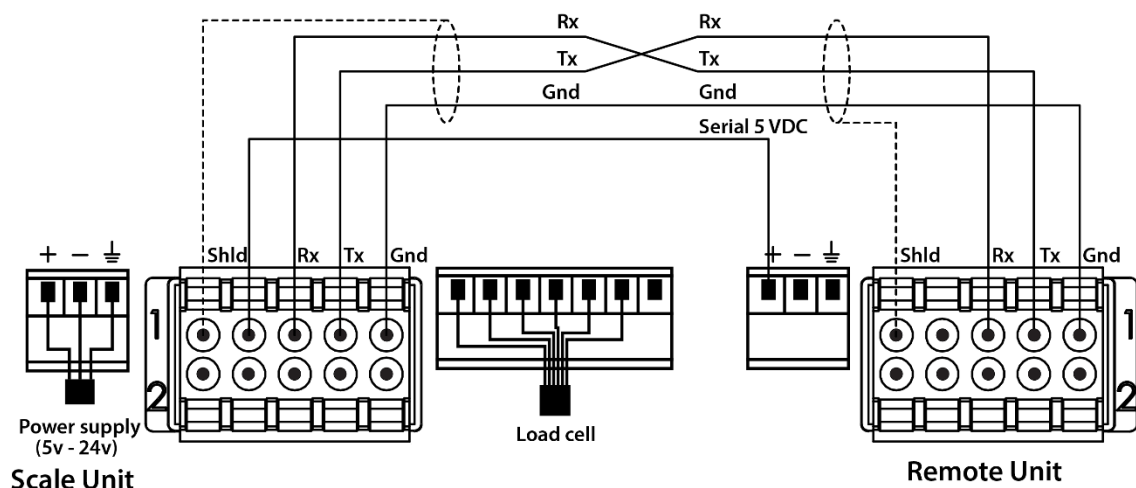 Rx Rx
Tx Tx
Gnd Gnd
Serial 5 VDC
+ − ⏚ Shld Rx Tx Gnd + − ⏚ Shld Rx Tx Gnd
1 1
2 2
Power supply
(5v - 24v)
Load cell
Scale Unit
Remote Unit